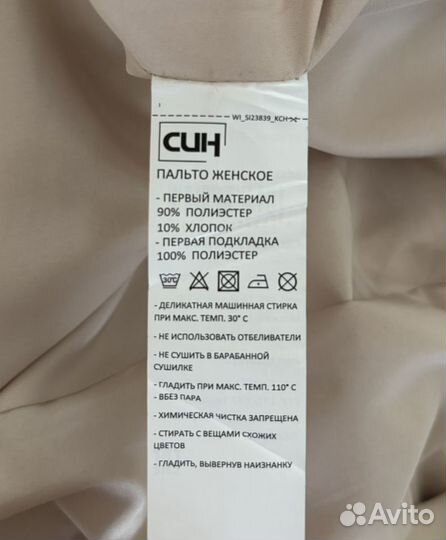 WI_SI23839_KCH
СИН
ПАЛЬТО ЖЕНСКОЕ
- ПЕРВЫЙ МАТЕРИАЛ
90% ПОЛИЭСТЕР
10% ХЛОПОК
- ПЕРВАЯ ПОДКЛАДКА
100% ПОЛИЭСТЕР
30°C
- ДЕЛИКАТНАЯ МАШИННАЯ СТИРКА
ПРИ МАКС. ТЕМП. 30° С
- НЕ ИСПОЛЬЗОВАТЬ ОТБЕЛИВАТЕЛИ
- НЕ СУШИТЬ В БАРАБАННОЙ
СУШИЛКЕ
- ГЛАДИТЬ ПРИ МАКС. ТЕМП. 110° С
- ВБЕЗ ПАРА
- ХИМИЧЕСКАЯ ЧИСТКА ЗАПРЕЩЕНА
- СТИРАТЬ С ВЕЩАМИ СХОЖИХ
ЦВЕТОВ
- ГЛАДИТЬ, ВЫВЕРНУВ НАИЗНАНКУ
Avito